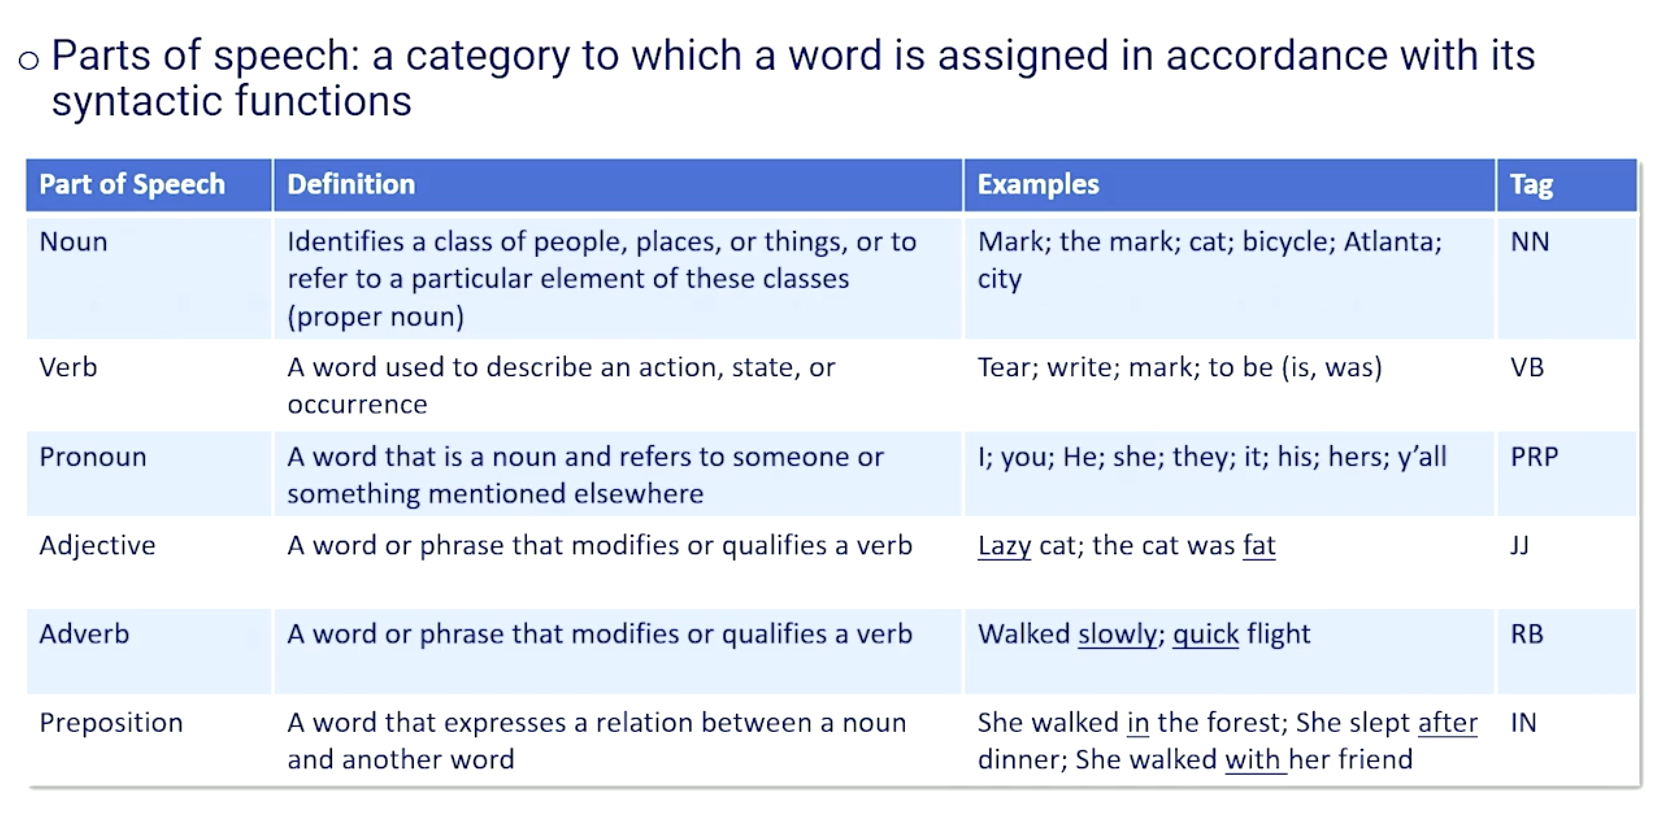 o Parts of speech: a category to which a word is assigned in accordance with its
syntactic functions
Part of Speech Definition Examples Tag
Noun Identifies a class of people, places, or things, or to Mark; the mark; cat; bicycle; Atlanta; NN
refer to a particular element of these classes city
(proper noun)
Verb A word used to describe an action, state, or Tear; write; mark; to be (is, was) VB
occurrence
Pronoun A word that is a noun and refers to someone or I; you; He; she; they; it; his; hers; y’all PRP
something mentioned elsewhere
Adjective A word or phrase that modifies or qualifies a verb Lazy cat; the cat was fat JJ
Adverb A word or phrase that modifies or qualifies a verb Walked slowly; quick flight RB
Preposition A word that expresses a relation between a noun She walked in the forest; She slept after IN
and another word dinner; She walked with her friend